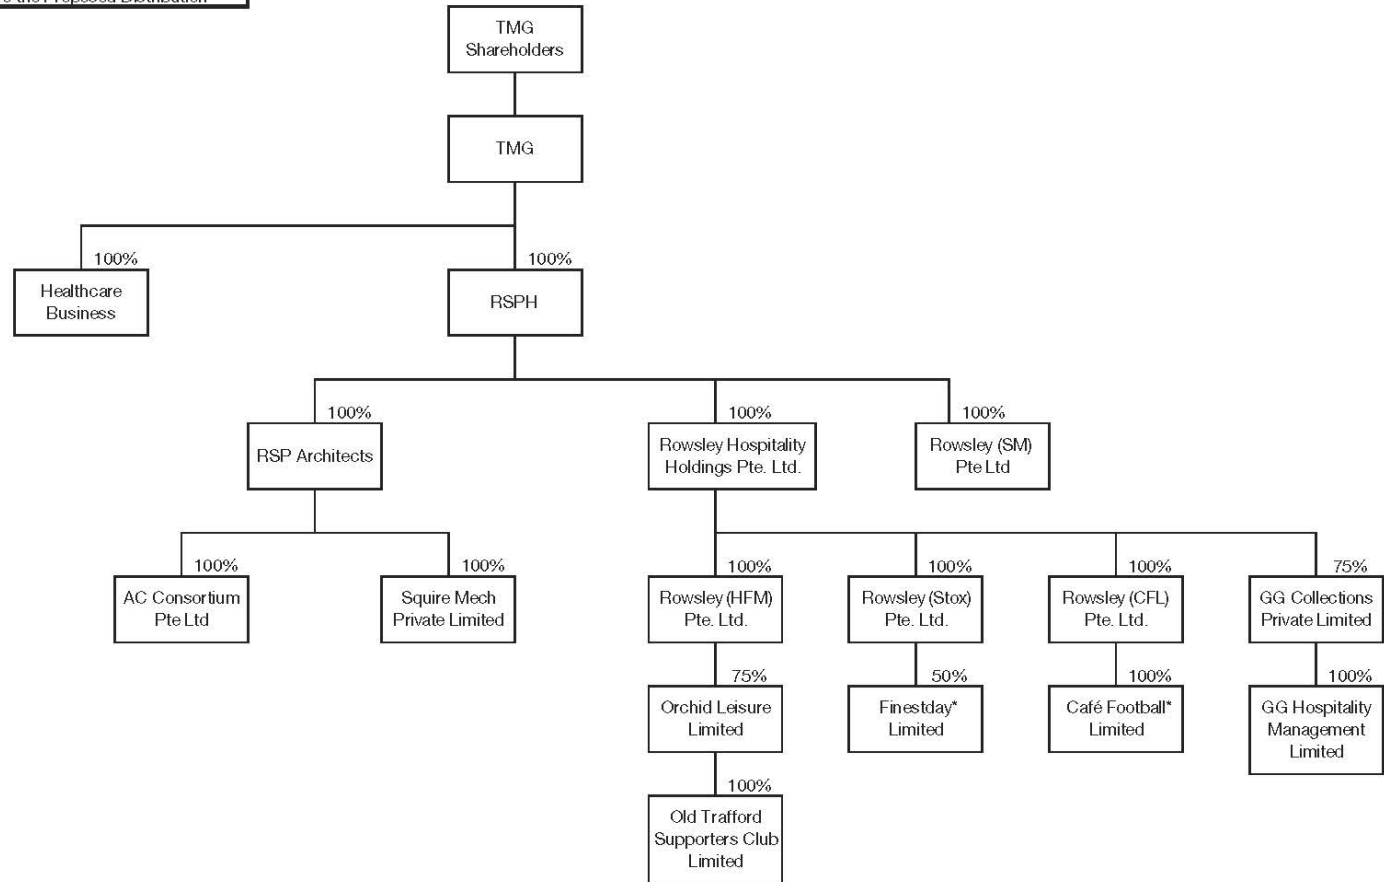 the Proposed Distribution
TMG
Shareholders
TMG
100%
100%
Healthcare
Business
RSPH
100%
100%
100%
RSP Architects
Rowsley Hospitality
Holdings Pte. Ltd.
Rowsley (SM)
Pte Ltd
100%
100%
100%
100%
100%
75%
AC Consortium
Pte Ltd
Squire Mech
Private Limited
Rowsley (HFM)
Pte. Ltd.
Rowsley (Stox)
Pte. Ltd.
Rowsley (CFL)
Pte. Ltd.
GG Collections
Private Limited
75%
50%
100%
100%
Orchid Leisure
Limited
Finestday*
Limited
Café Football*
Limited
GG Hospitality
Management
Limited
100%
Old Trafford
Supporters Club
Limited